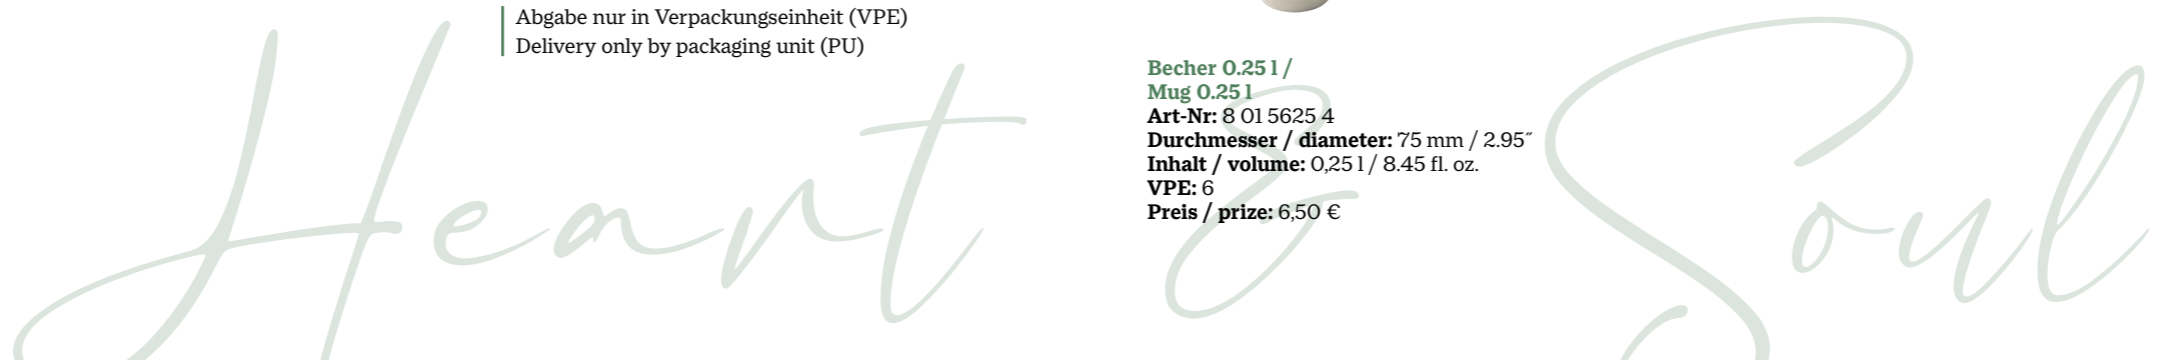 Abgabe nur in Verpackungseinheit (VPE)
Delivery only by packaging unit (PU)
Becher 0.25 l /
Mug 0.25 l
Art-Nr: 8 01 5625 4
Durchmesser / diameter: 75 mm / 2.95″
Inhalt / volume: 0,25 l / 8.45 fl. oz.
VPE: 6
Preis / prize: 6,50 €
Heart & Soul